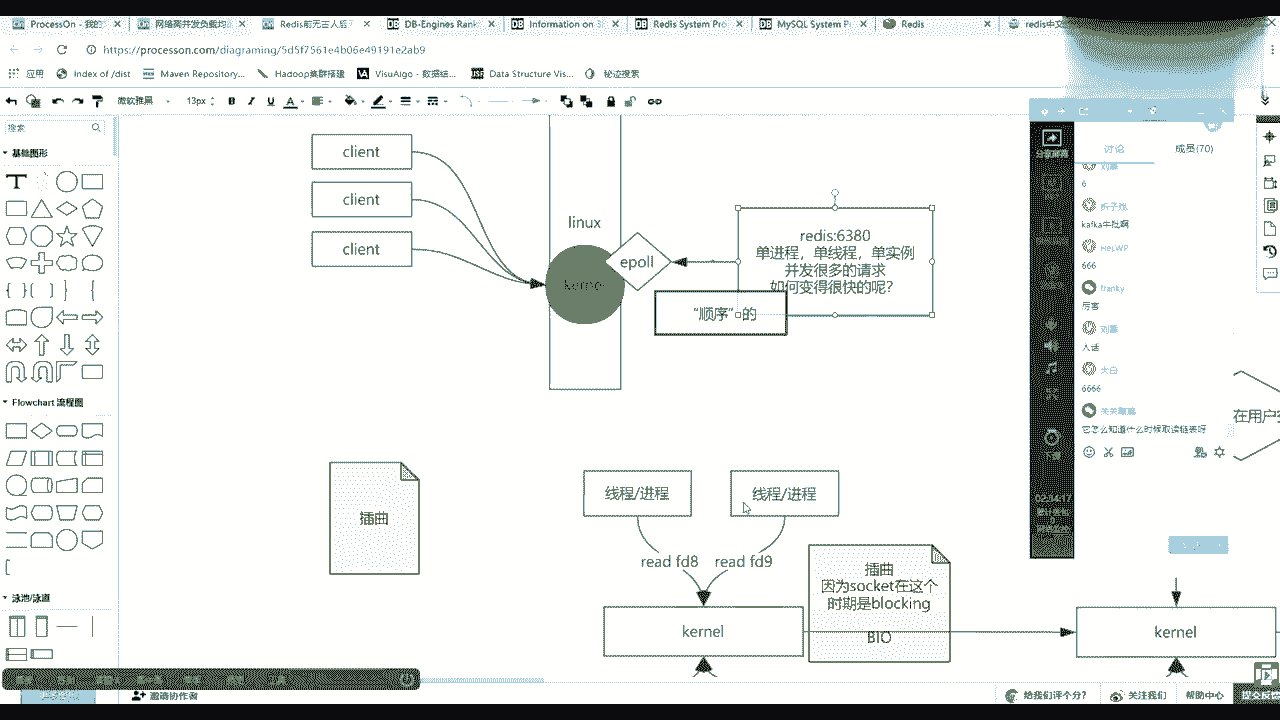 ProcessOn - 我的
网络高并发负载均
Redis前无古人后
DB-Engines Rank
Information on S
Redis System Pro
MySQL System P
Redis
redis中文
https://processon.com/diagraming/5d5f7561e4b06e49191e2ab9
应用
Index of /dist
Maven Repository...
Hadoop集群搭建
VisuAlgo - 数据结...
Data Structure Vis...
秘迹搜索
微软雅黑
13px
搜索
基础图形
client
client
client
linux
kernel
epoll
redis:6380
单进程，单线程，单实例
并发很多的请求
如何变得很快的呢?
“顺序”的
Flowchart 流程图
插曲
线程/进程
线程/进程
read fd8
read fd9
kernel
插曲
因为socket在这个
时期是blocking
BIO
kernel
在用户空
泳池/泳道
讨论
成员(70)
6
kafka牛批啊
666
franky
厉害
人话
大白
6666
它怎么知道什么时候取读链表呀
02:34:17
邀请协作者
给我们评个分?
关注我们
帮助中心